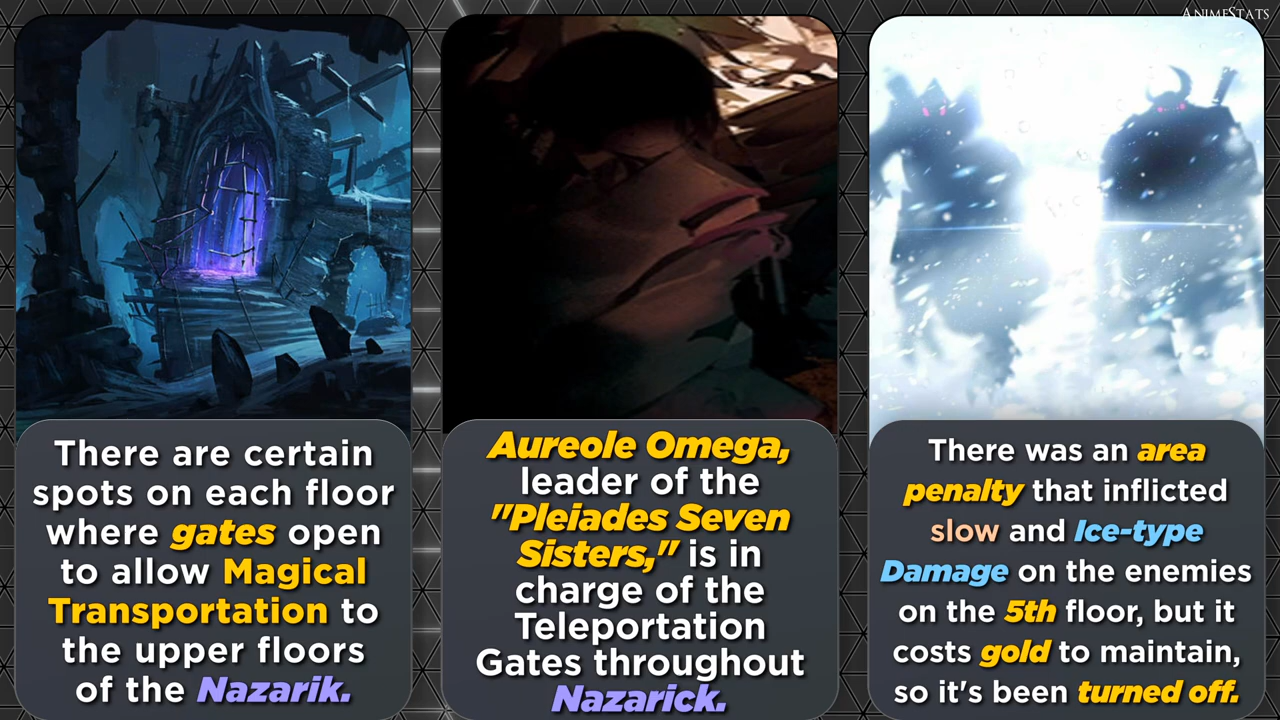 AnimeStats
There are certain
spots on each floor
where gates open
to allow Magical
Transportation to
the upper floors
of the Nazarik.
Aureole Omega,
leader of the
"Pleiades Seven
Sisters," is in
charge of the
Teleportation
Gates throughout
Nazarick.
There was an area
penalty that inflicted
slow and Ice-type
Damage on the enemies
on the 5th floor, but it
costs gold to maintain,
so it's been turned off.